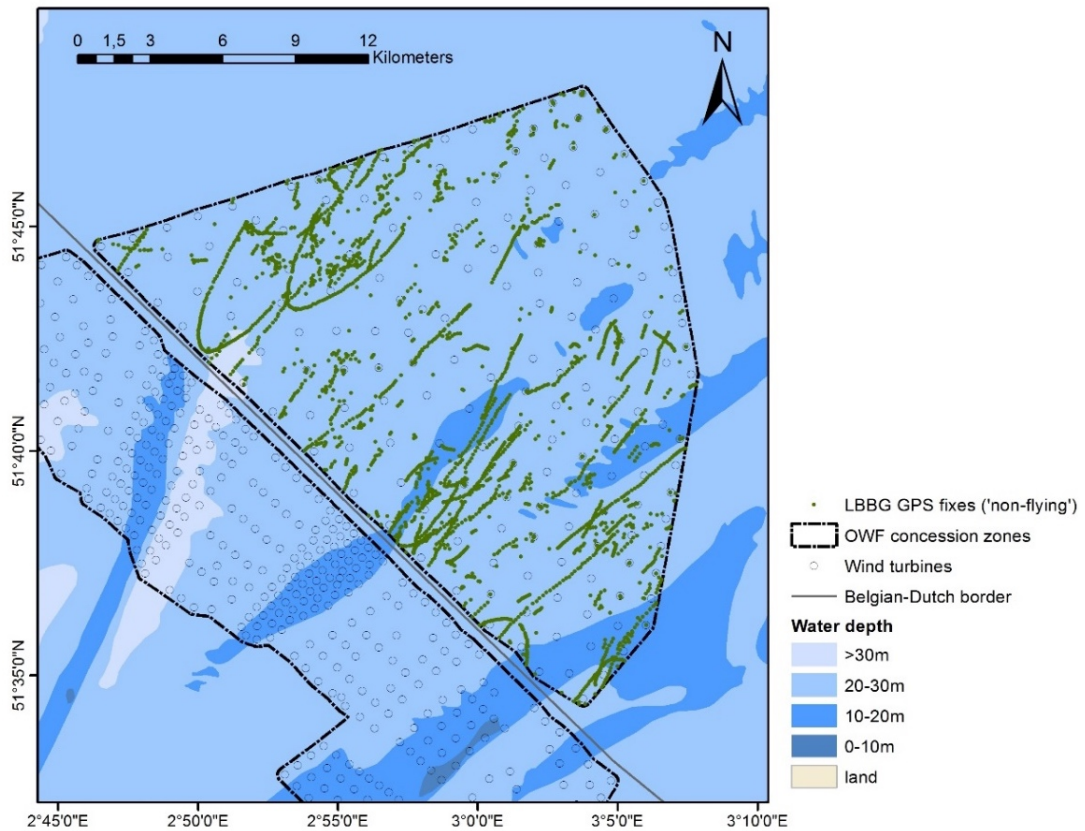 0 1,5 3 6 9 12
Kilometers
N
51°45'0"N
51°40'0"N
51°35'0"N
2°45'0"E 2°50'0"E 2°55'0"E 3°0'0"E 3°5'0"E 3°10'0"E
LBBG GPS fixes ('non-flying')
OWF concession zones
Wind turbines
Belgian-Dutch border
Water depth
>30m
20-30m
10-20m
0-10m
land